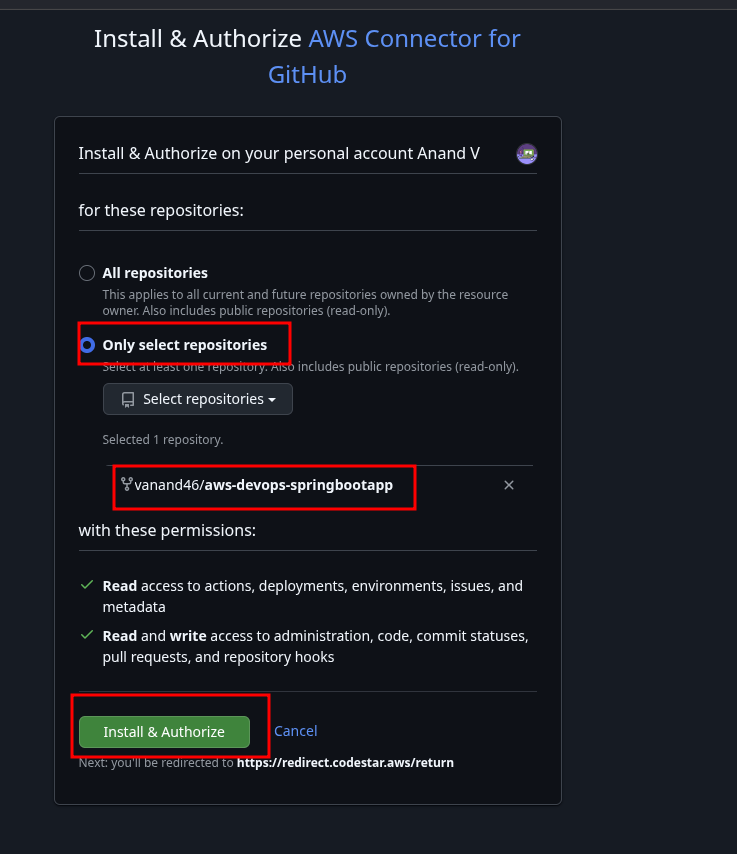 Install & Authorize AWS Connector for
GitHub
Install & Authorize on your personal account Anand V
for these repositories:
All repositories
This applies to all current and future repositories owned by the resource
owner. Also includes public repositories (read-only).
Only select repositories
Select at least one repository. Also includes public repositories (read-only).
Select repositories
Selected 1 repository.
vanand46/aws-devops-springbootapp
with these permissions:
Read access to actions, deployments, environments, issues, and
metadata
Read and write access to administration, code, commit statuses,
pull requests, and repository hooks
Install & Authorize Cancel
Next: you'll be redirected to https://redirect.codestar.aws/return